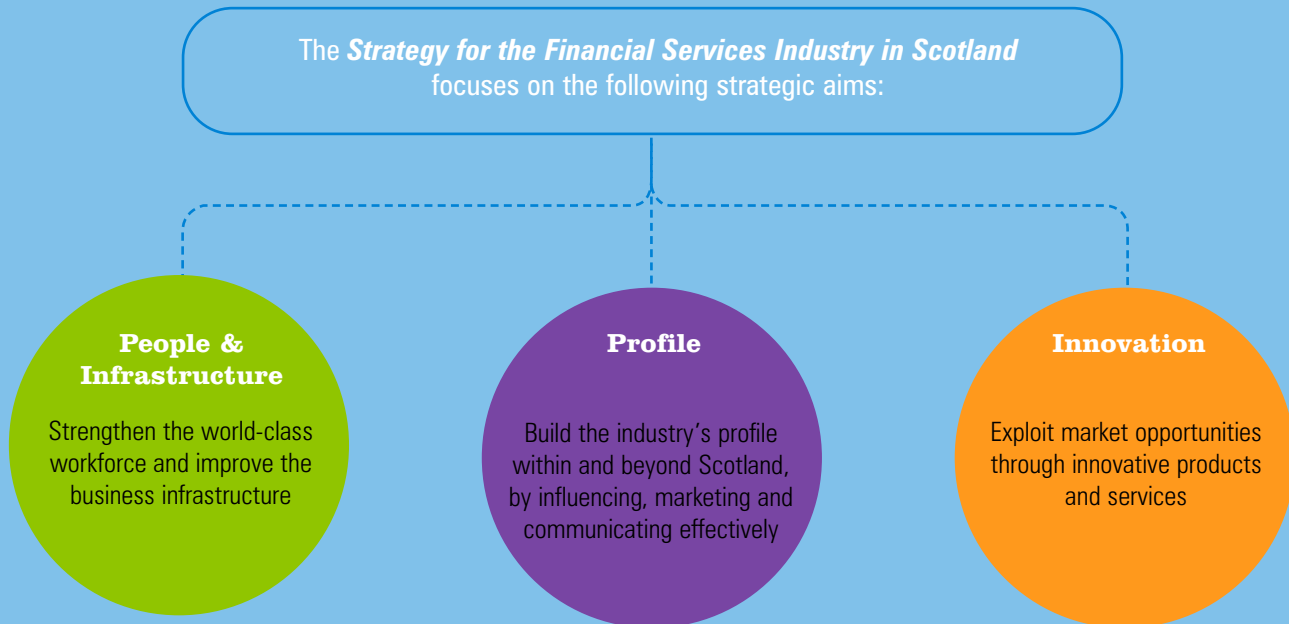 The Strategy for the Financial Services Industry in Scotland
focuses on the following strategic aims:
People &
Infrastructure
Strengthen the world-class
workforce and improve the
business infrastructure
Profile
Build the industry's profile
within and beyond Scotland,
by influencing, marketing and
communicating effectively
Innovation
Exploit market opportunities
through innovative products
and services